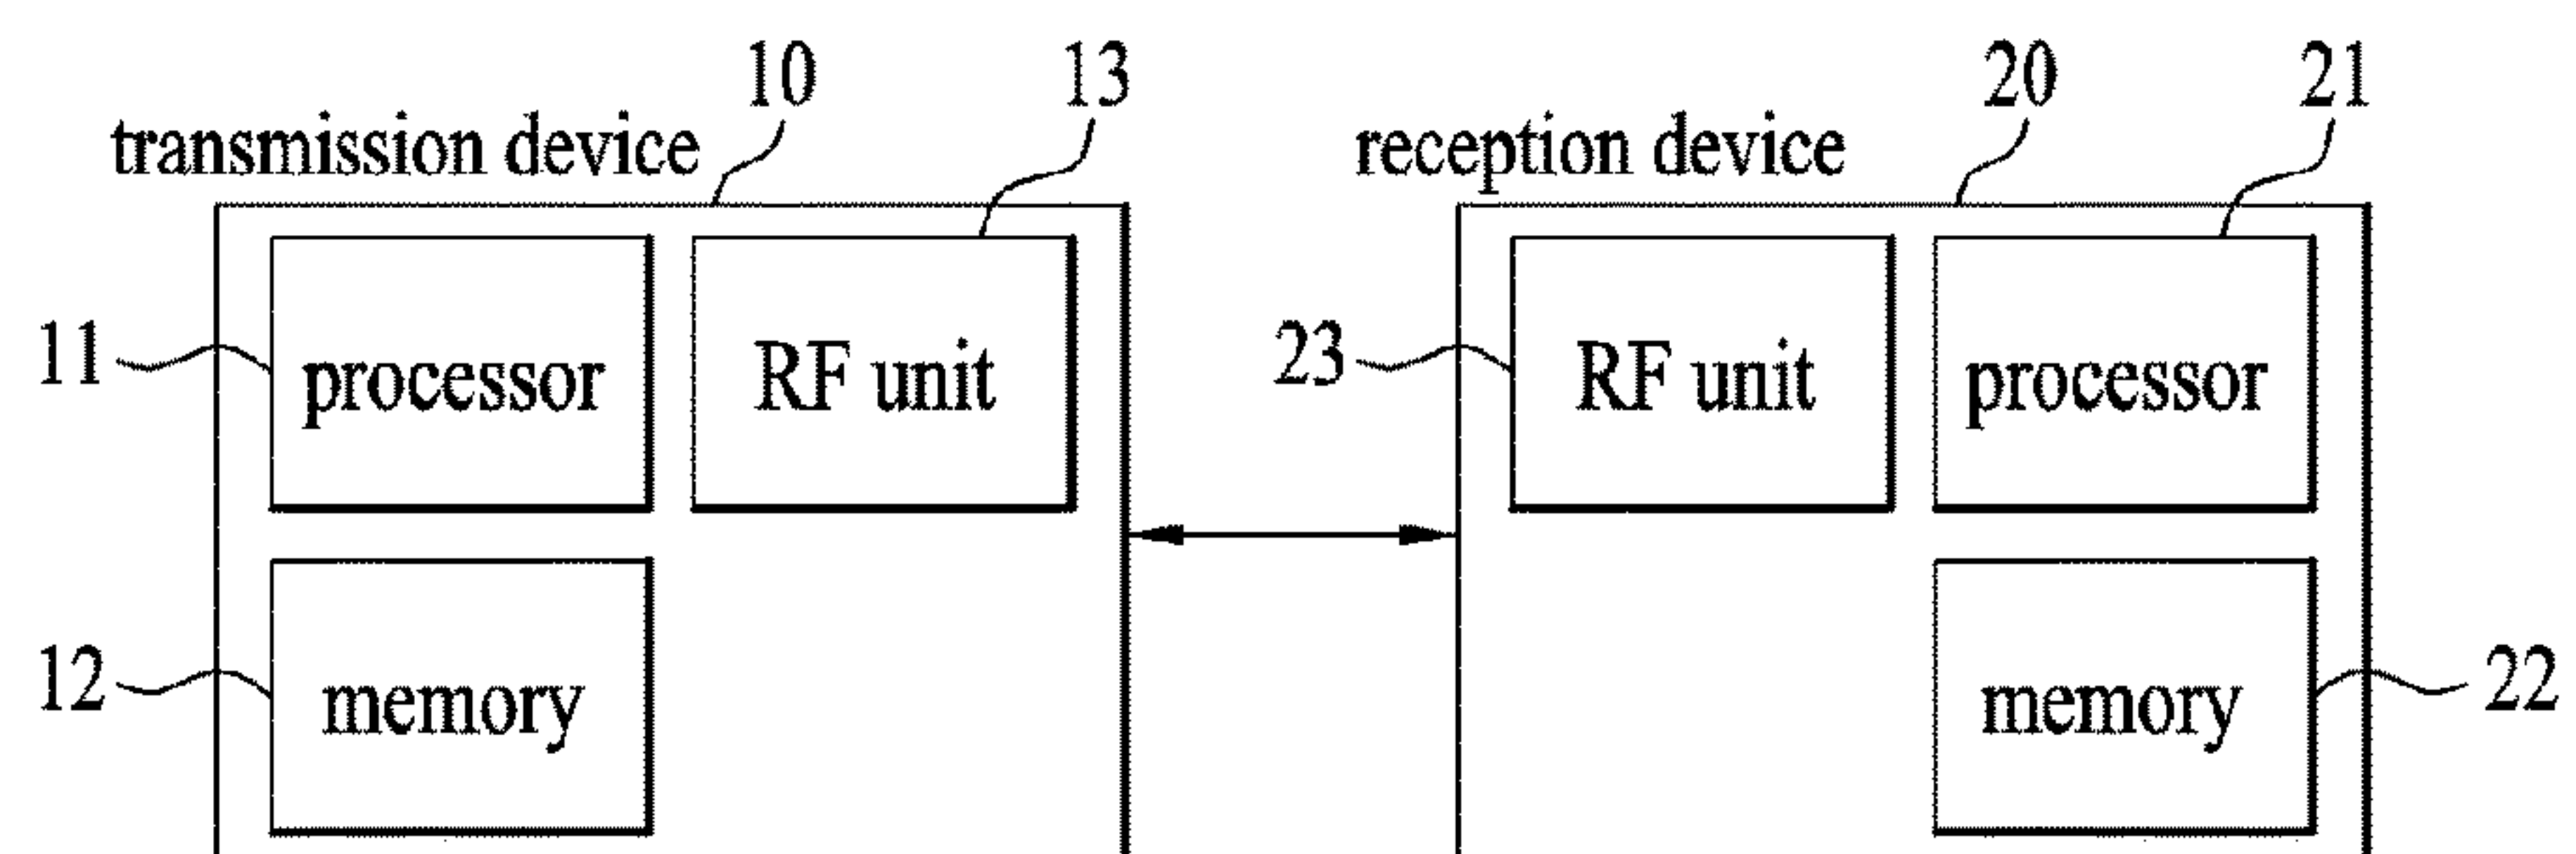 10 13 20 21
transmission device reception device
11 processor RF unit 23 RF unit processor
12 memory memory 22